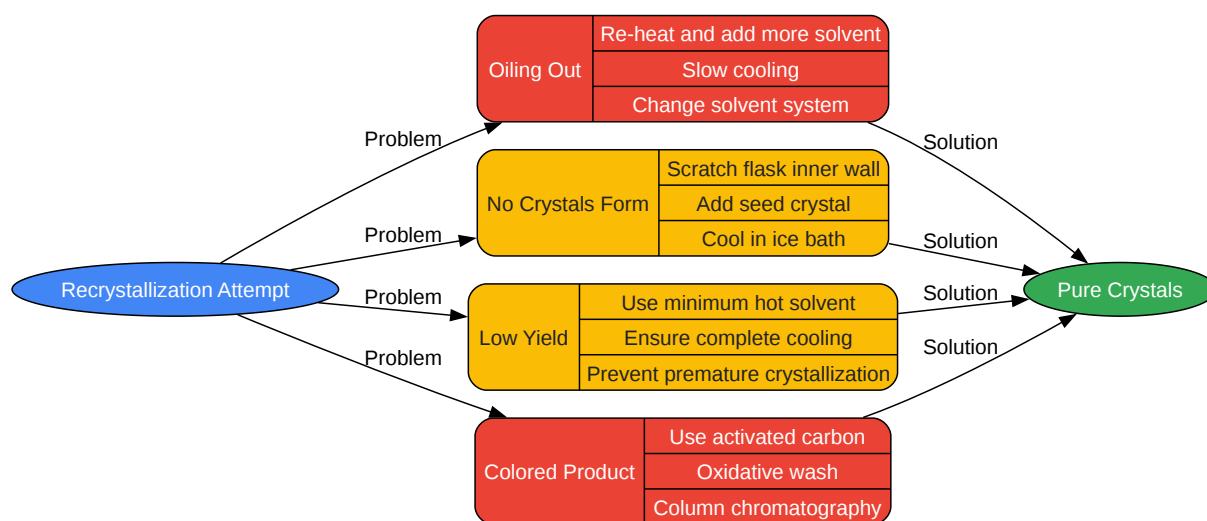 Recrystallization Attempt
Problem
Problem
Problem
Problem
Oiling Out
Re-heat and add more solvent
Slow cooling
Change solvent system
No Crystals Form
Scratch flask inner wall
Add seed crystal
Cool in ice bath
Low Yield
Use minimum hot solvent
Ensure complete cooling
Prevent premature crystallization
Colored Product
Use activated carbon
Oxidative wash
Column chromatography
Solution
Solution
Solution
Solution
Pure Crystals